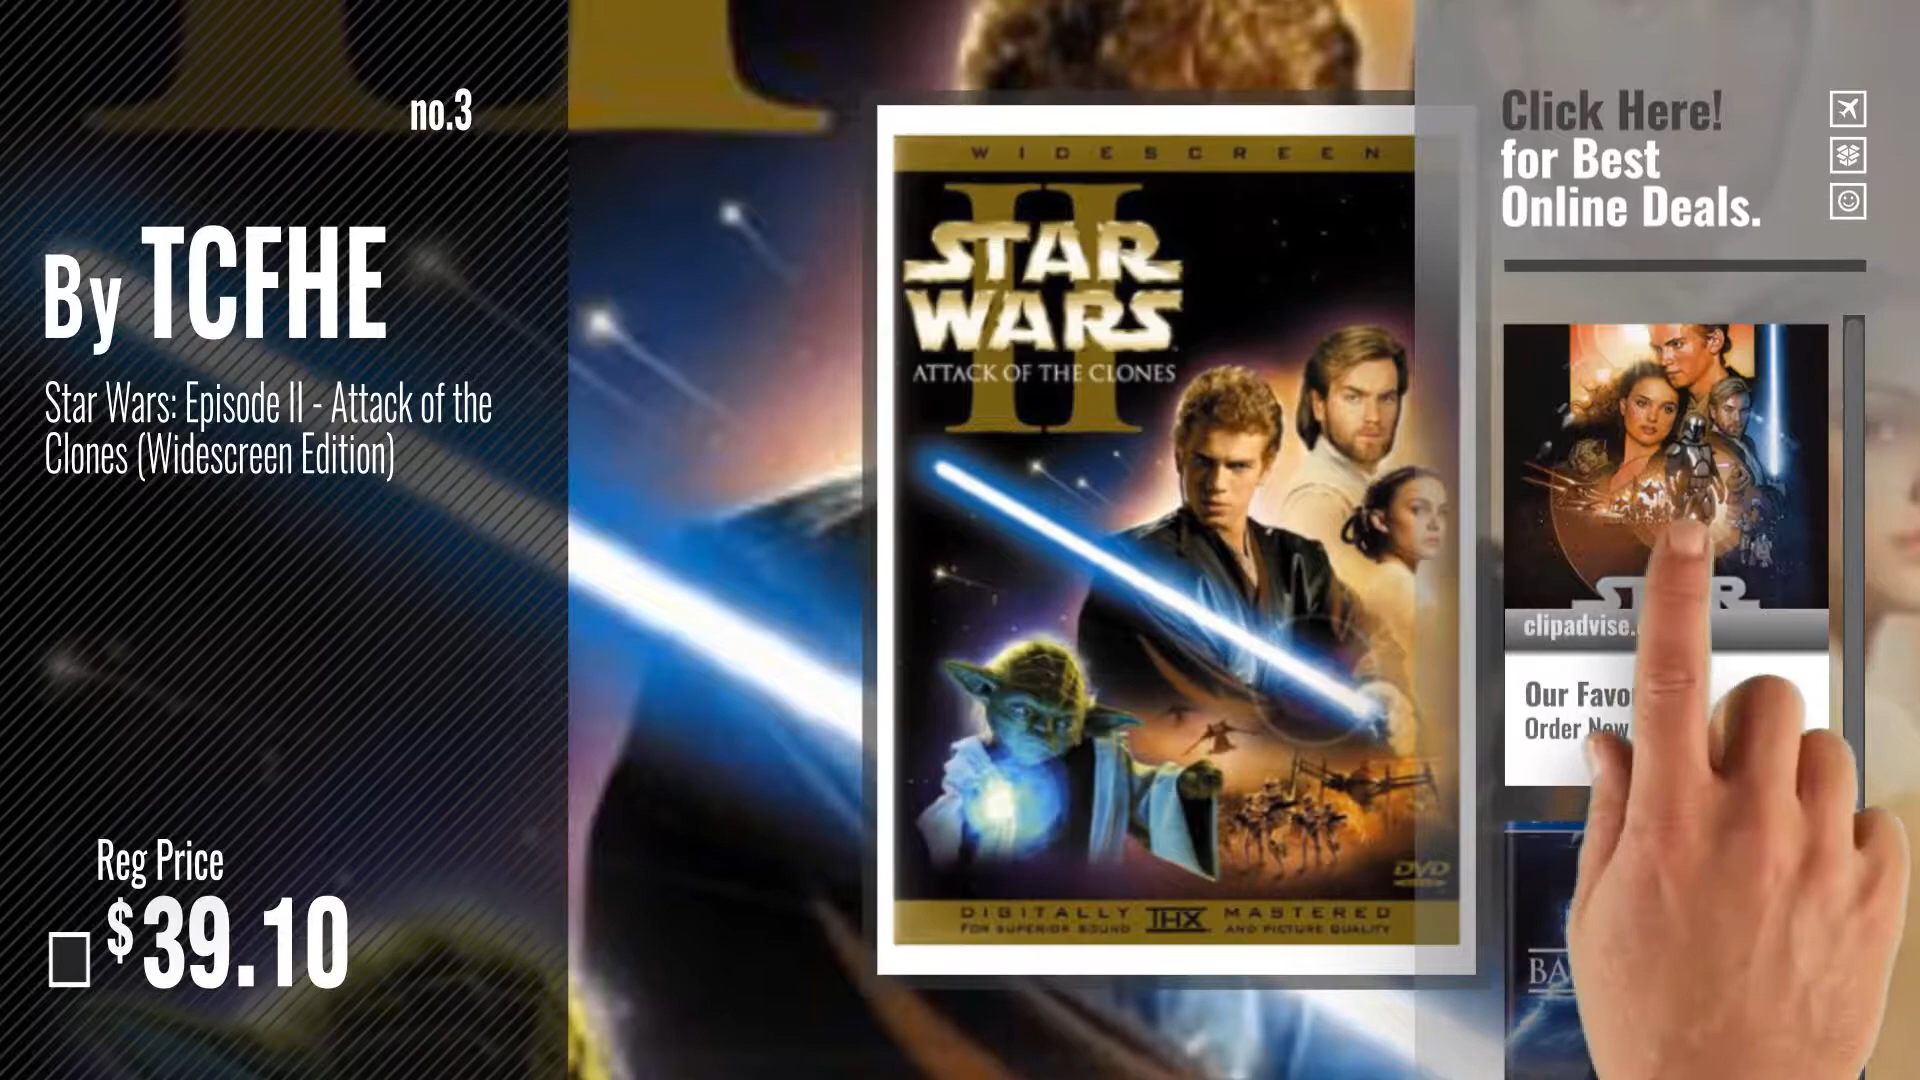 no.3
By TCFHE
Star Wars: Episode II - Attack of the
Clones (Widescreen Edition)
Reg Price
$39.10
WIDESCREEN
II
STAR
WARS
ATTACK OF THE CLONES
DVD
DIGITALLY THX MASTERED
FOR SUPERIOR SOUND AND PICTURE QUALITY
Click Here!
for Best
Online Deals.
STAR
clipadvise.
Our Favo
Order Now
BA